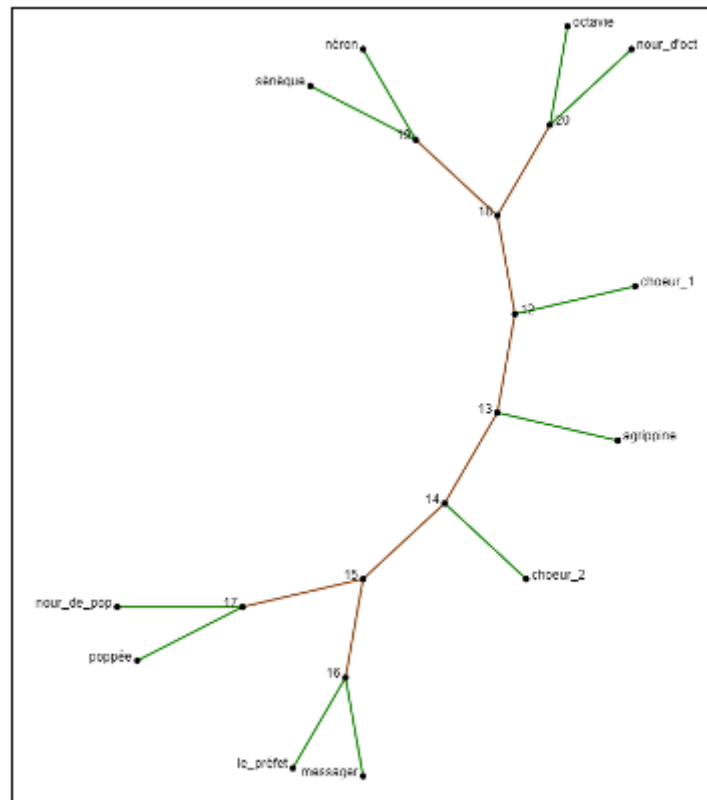 octavie
néron
nour_d'oct
sénèque
20
19
18
choeur_1
12
13
agrippine
14
15
choeur_2
nour_de_pop
17
poppée
16
le_préfet
messager